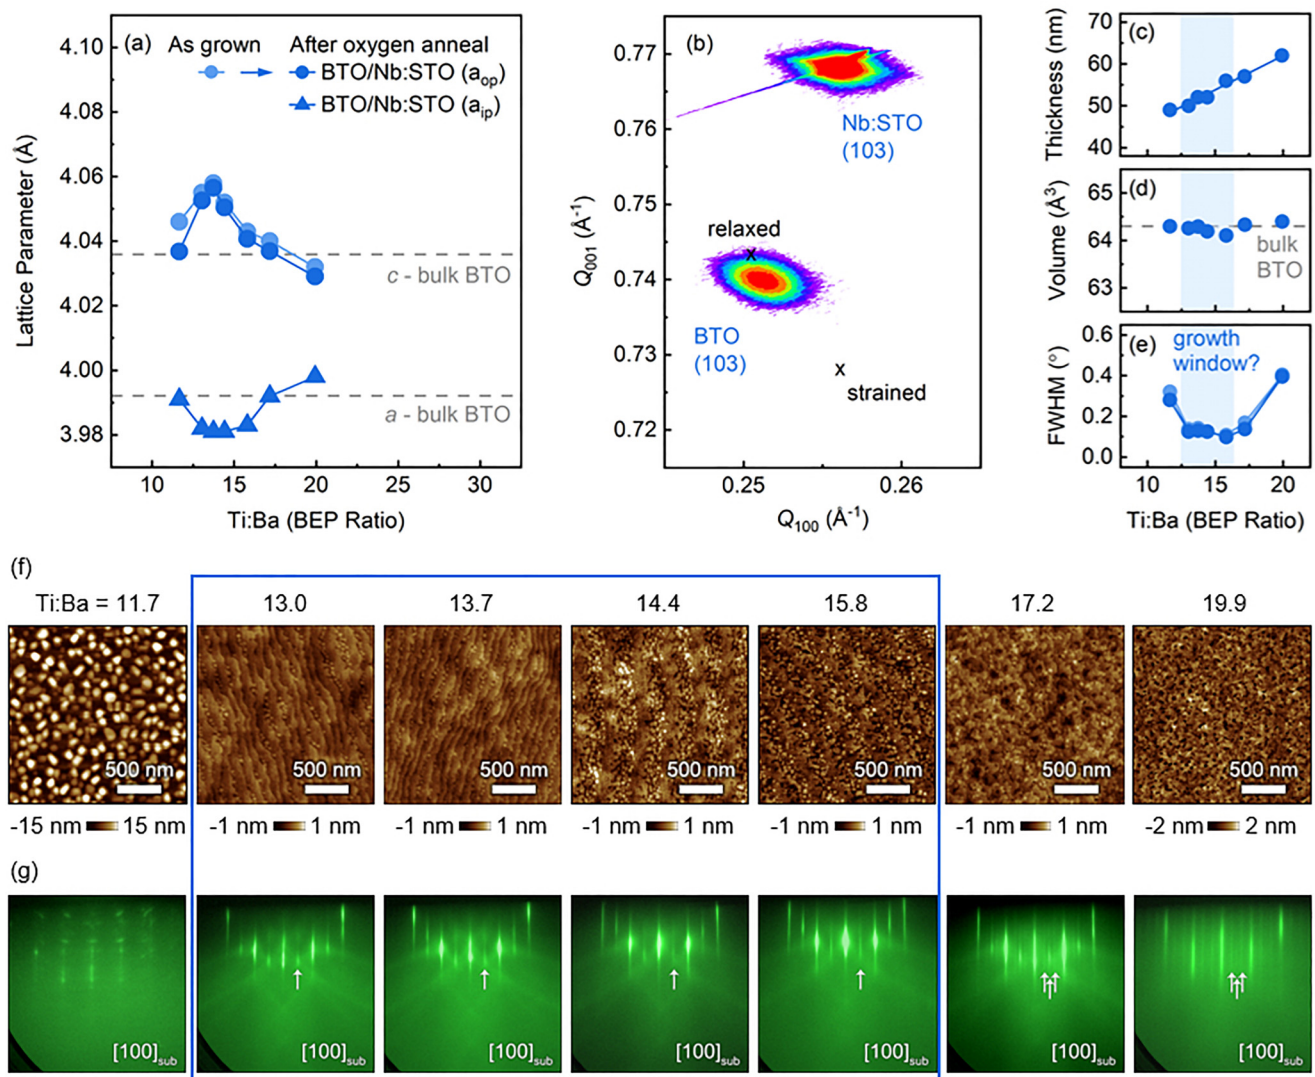 (a)
As grown After oxygen anneal
BTO/Nb:STO (aop)
BTO/Nb:STO (aip)
4.10
4.08
4.06
4.04
4.02
4.00
3.98
Lattice Parameter (Å)
c - bulk BTO
a - bulk BTO
10 15 20 25 30
Ti:Ba (BEP Ratio)
(b)
0.77
0.76
0.75
0.74
0.73
0.72
Q001 (Å-1)
Nb:STO
(103)
relaxed
x
BTO
(103)
x
strained
0.25 0.26
Q100 (Å-1)
(c)
70
60
50
40
Thickness (nm)
(d)
65
64
63
Volume (Å3)
bulk
BTO
(e)
growth
window?
0.6
0.4
0.2
0.0
FWHM (°)
10 15 20
Ti:Ba (BEP Ratio)
(f)
Ti:Ba = 11.7 13.0 13.7 14.4 15.8 17.2 19.9
500 nm 500 nm 500 nm 500 nm 500 nm 500 nm 500 nm
-15 nm 15 nm -1 nm 1 nm -1 nm 1 nm -1 nm 1 nm -1 nm 1 nm -1 nm 1 nm -2 nm 2 nm
(g)
[100]sub [100]sub [100]sub [100]sub [100]sub [100]sub [100]sub